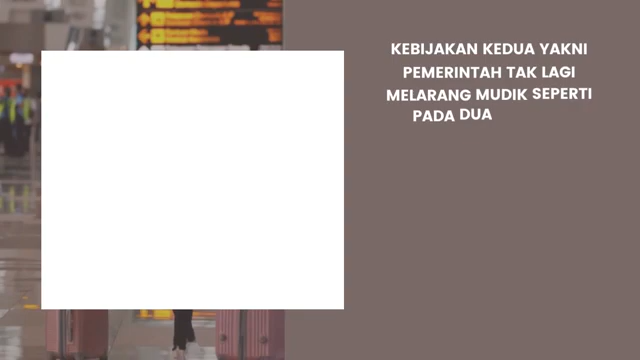 KEBIJAKAN KEDUA YAKNI
PEMERINTAH TAK LAGI
MELARANG MUDIK SEPERTI
PADA DUA